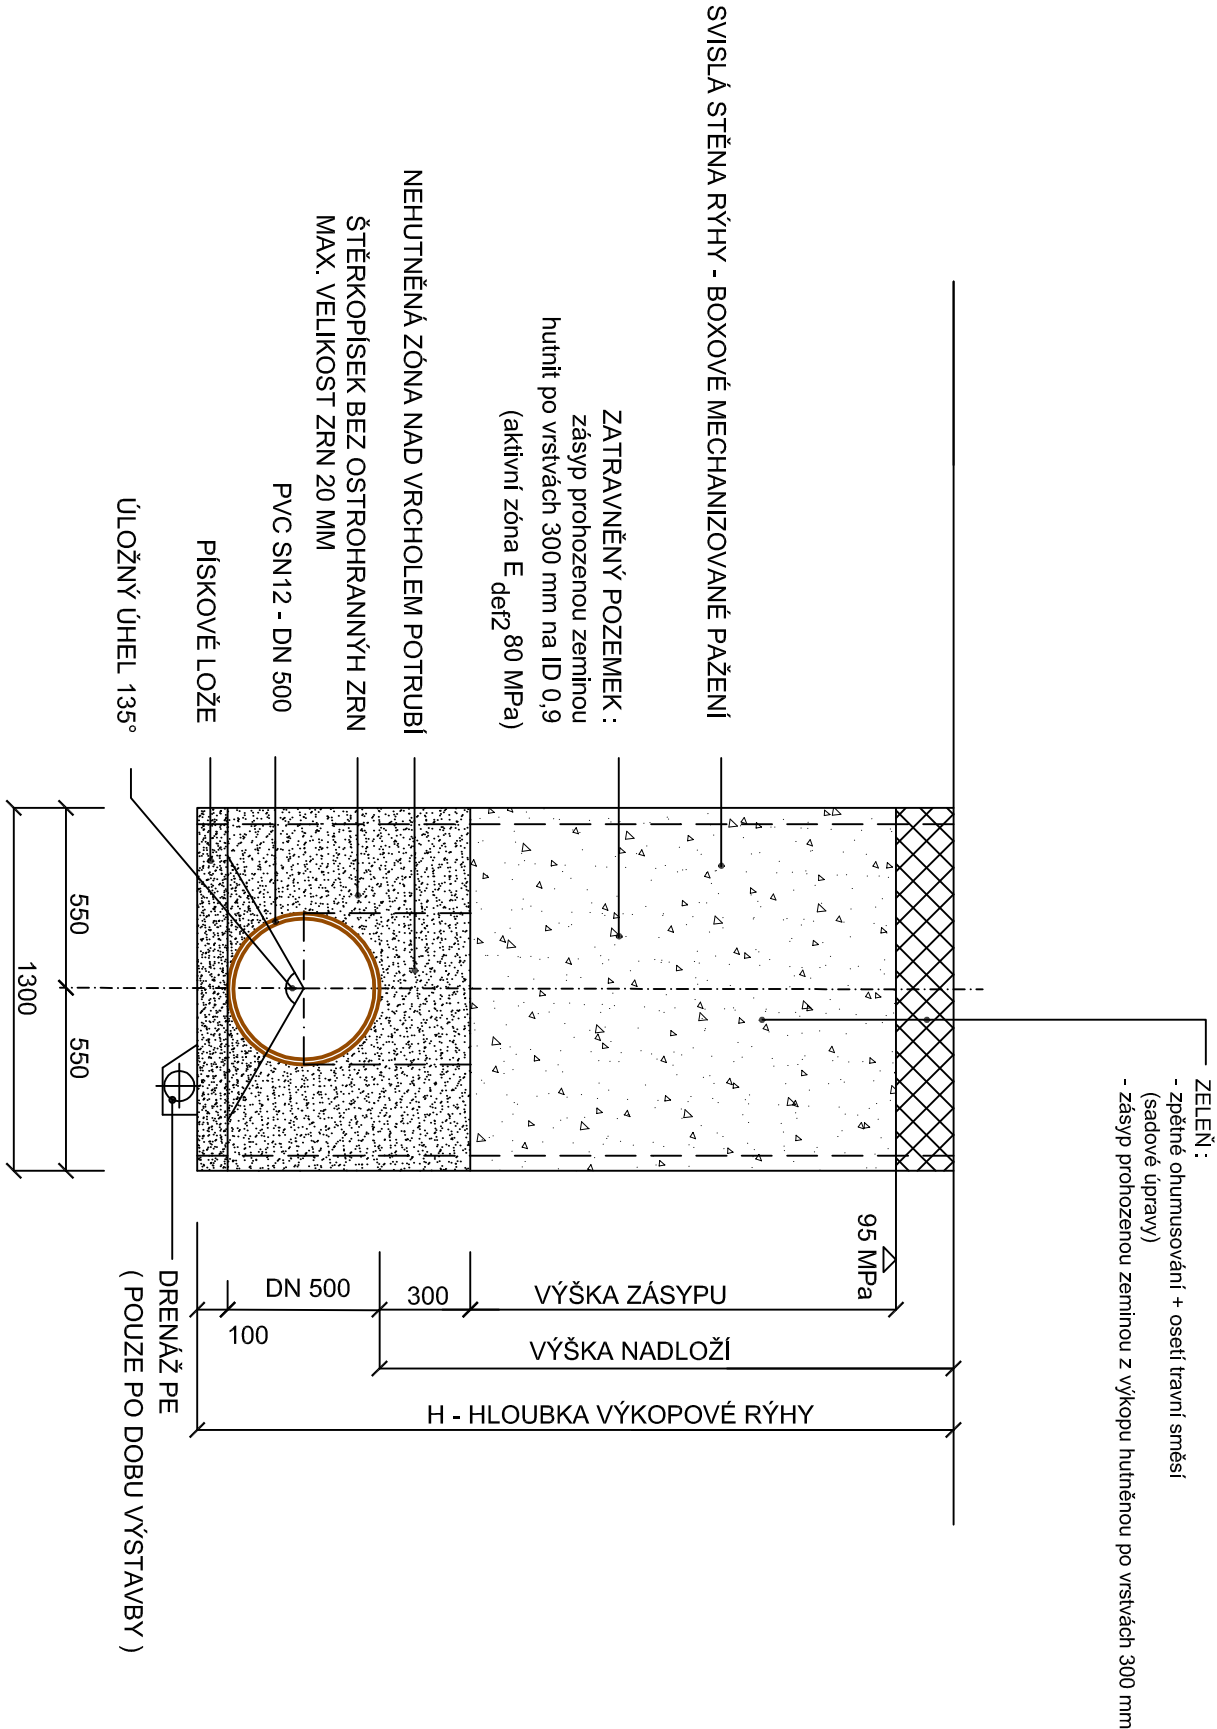 ZELEŇ :
- zpětné ohumusování + osetí travní směsí
(sadové úpravy)
- zásyp prohozenou zeminou z výkopu hutněnou po vrstvách 300 mm
SVISLÁ STĚNA RÝHY - BOXOVÉ MECHANIZOVANÉ PAŽENÍ
ZATRAVNĚNÝ POZEMEK :
zásyp prohozenou zeminou
hutnit po vrstvách 300 mm na ID 0,9
(aktivní zóna E def2 80 MPa)
NEHUTNĚNÁ ZÓNA NAD VRCHOLEM POTRUBÍ
ŠTĚRKOPÍSEK BEZ OSTROHRANNÝH ZRN
MAX. VELIKOST ZRN 20 MM
PVC SN12 - DN 500
PÍSKOVÉ LOŽE
ÚLOŽNÝ ÚHEL 135°
95 MPa
VÝŠKA ZÁSYPU
300
DN 500
100
VÝŠKA NADLOŽÍ
H - HLOUBKA VÝKOPOVÉ RÝHY
DRENÁŽ PE
( POUZE PO DOBU VÝSTAVBY )
550
550
1300